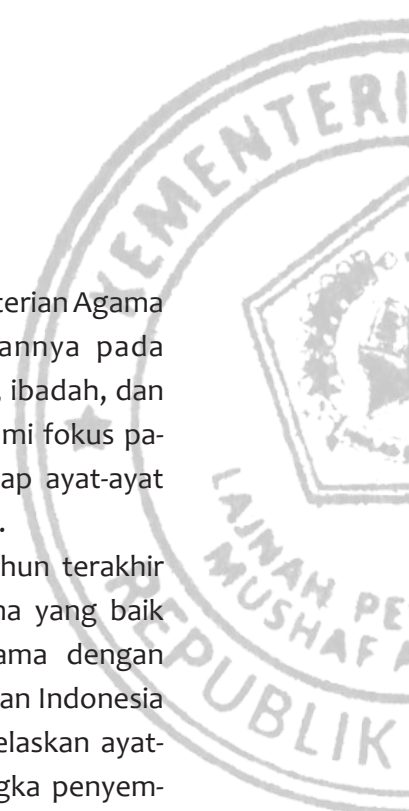 terian Agama
annya pada
ibadah, dan
mi fokus pa-
ap ayat-ayat
.
hun terakhir
na yang baik
ama dengan
an Indonesia
elaskan ayat-
gka penyem-
KEMENTERI
LAJNAH PE
MUSHAF A
REPUBLIK